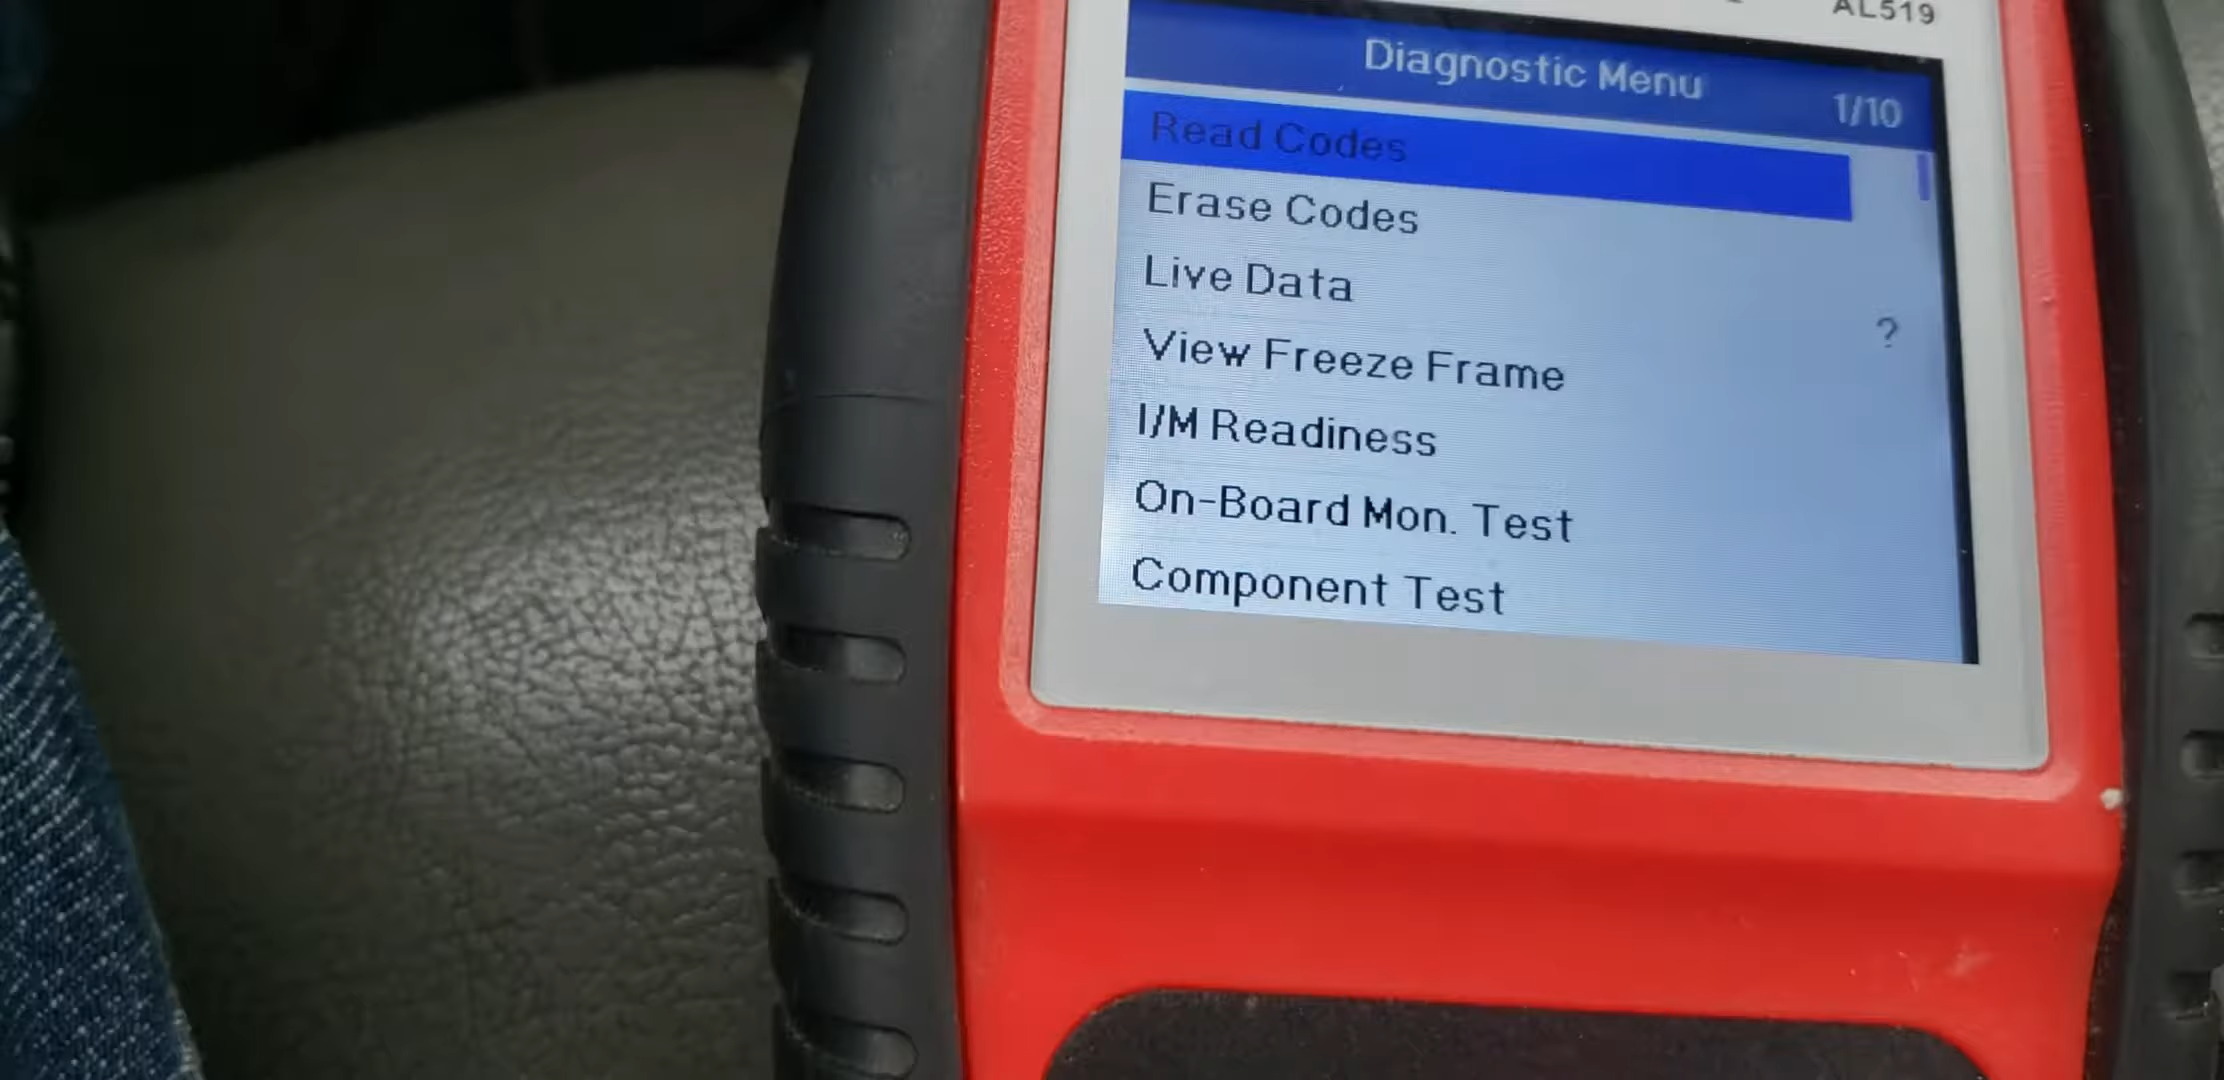 AL519
Diagnostic Menu
1/10
Read Codes
Erase Codes
Live Data
View Freeze Frame
?
I/M Readiness
On-Board Mon. Test
Component Test